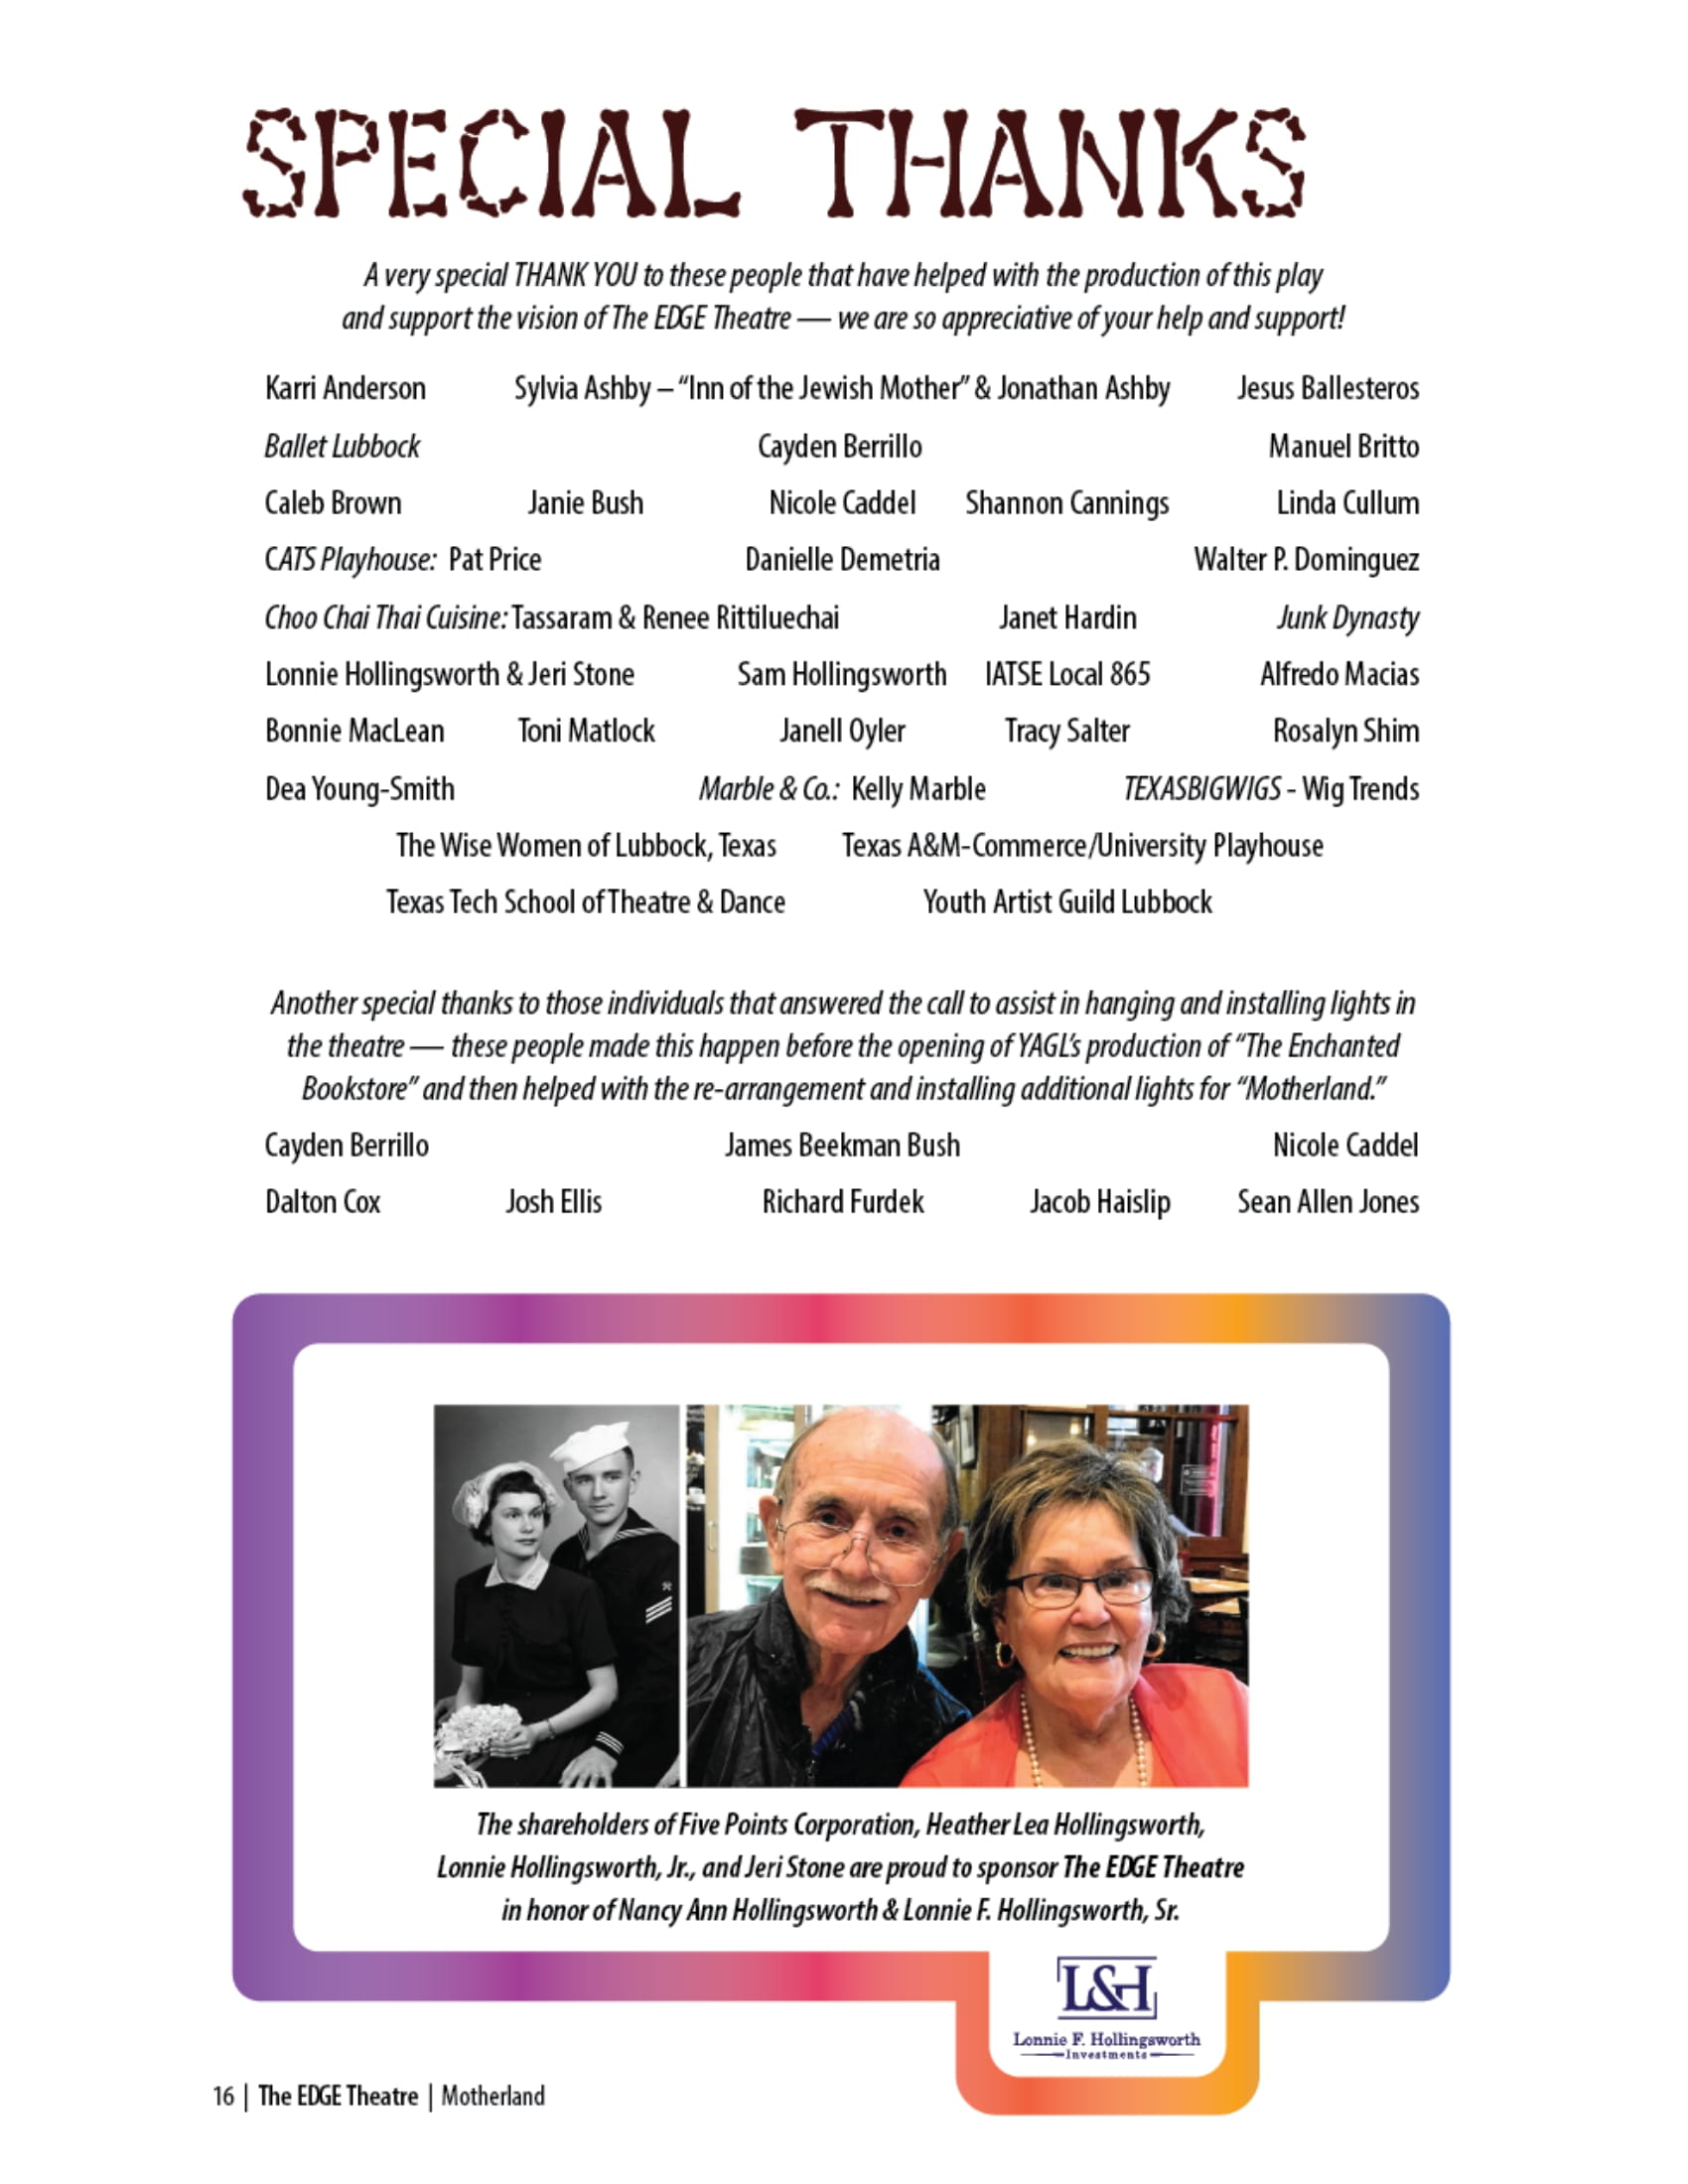 SPECIAL THANKS
A very special THANK YOU to these people that have helped with the production of this play
and support the vision of The EDGE Theatre — we are so appreciative of your help and support!
Karri Anderson Sylvia Ashby – “Inn of the Jewish Mother” & Jonathan Ashby Jesus Ballesteros
Ballet Lubbock Cayden Berrillo Manuel Britto
Caleb Brown Janie Bush Nicole Caddel Shannon Cannings Linda Cullum
CATS Playhouse: Pat Price Danielle Demetria Walter P. Dominguez
Choo Chai Thai Cuisine: Tassaram & Renee Rittiluechai Janet Hardin Junk Dynasty
Lonnie Hollingsworth & Jeri Stone Sam Hollingsworth IATSE Local 865 Alfredo Macias
Bonnie MacLean Toni Matlock Janell Oyler Tracy Salter Rosalyn Shim
Dea Young-Smith Marble & Co.: Kelly Marble TEXASBIGWIGS - Wig Trends
The Wise Women of Lubbock, Texas Texas A&M-Commerce/University Playhouse
Texas Tech School of Theatre & Dance Youth Artist Guild Lubbock
Another special thanks to those individuals that answered the call to assist in hanging and installing lights in
the theatre — these people made this happen before the opening of YAGL’s production of “The Enchanted
Bookstore” and then helped with the re-arrangement and installing additional lights for “Motherland.”
Cayden Berrillo James Beekman Bush Nicole Caddel
Dalton Cox Josh Ellis Richard Furdek Jacob Haislip Sean Allen Jones
The shareholders of Five Points Corporation, Heather Lea Hollingsworth,
Lonnie Hollingsworth, Jr., and Jeri Stone are proud to sponsor The EDGE Theatre
in honor of Nancy Ann Hollingsworth & Lonnie F. Hollingsworth, Sr.
L&H
Lonnie F. Hollingsworth
Investments
16 | The EDGE Theatre | Motherland